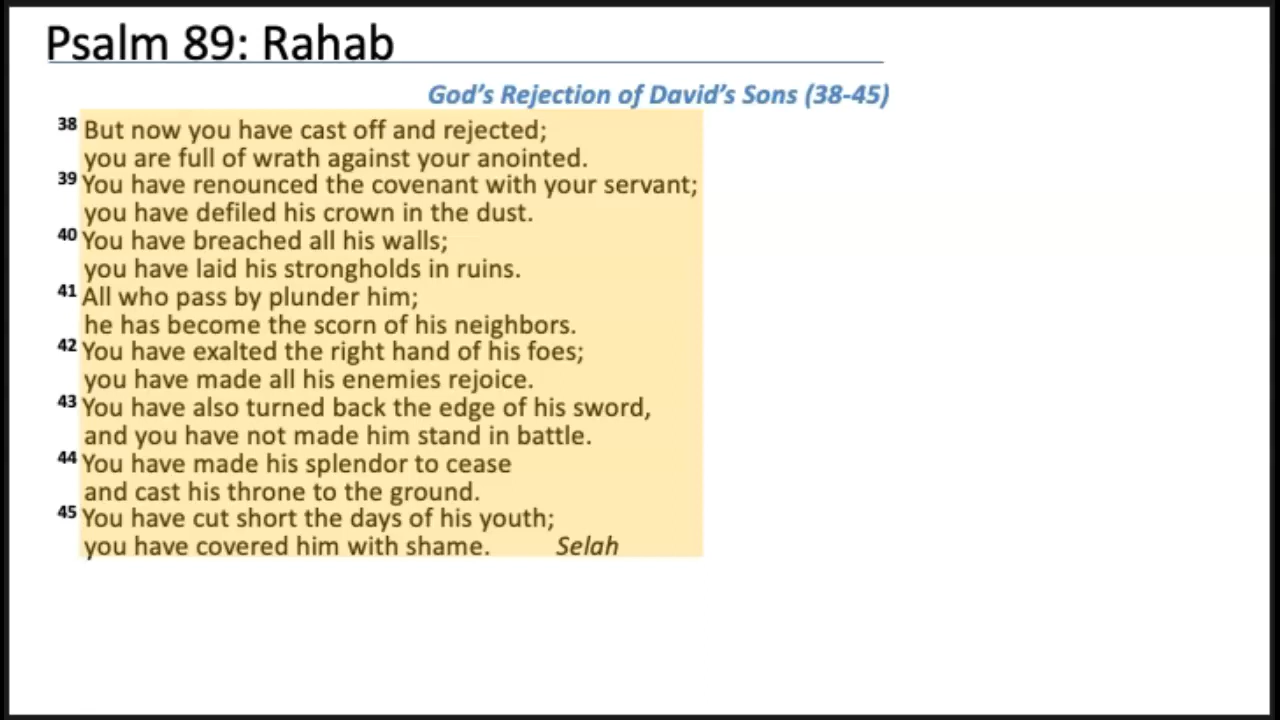 Psalm 89: Rahab
God's Rejection of David's Sons (38-45)
38 But now you have cast off and rejected;
you are full of wrath against your anointed.
39 You have renounced the covenant with your servant;
you have defiled his crown in the dust.
40 You have breached all his walls;
you have laid his strongholds in ruins.
41 All who pass by plunder him;
he has become the scorn of his neighbors.
42 You have exalted the right hand of his foes;
you have made all his enemies rejoice.
43 You have also turned back the edge of his sword,
and you have not made him stand in battle.
44 You have made his splendor to cease
and cast his throne to the ground.
45 You have cut short the days of his youth;
you have covered him with shame. Selah